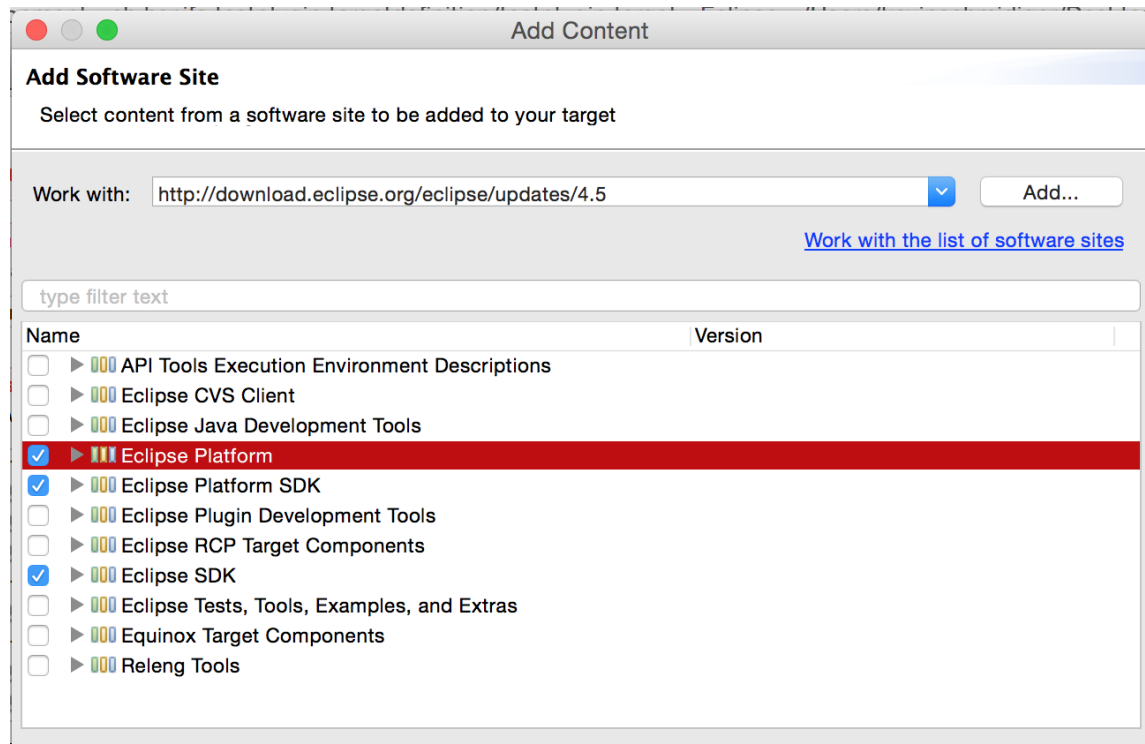 Add Content
Add Software Site
Select content from a software site to be added to your target
Work with: http://download.eclipse.org/eclipse/updates/4.5 Add...
Work with the list of software sites
type filter text
Name Version
API Tools Execution Environment Descriptions
Eclipse CVS Client
Eclipse Java Development Tools
Eclipse Platform
Eclipse Platform SDK
Eclipse Plugin Development Tools
Eclipse RCP Target Components
Eclipse SDK
Eclipse Tests, Tools, Examples, and Extras
Equinox Target Components
Releng Tools